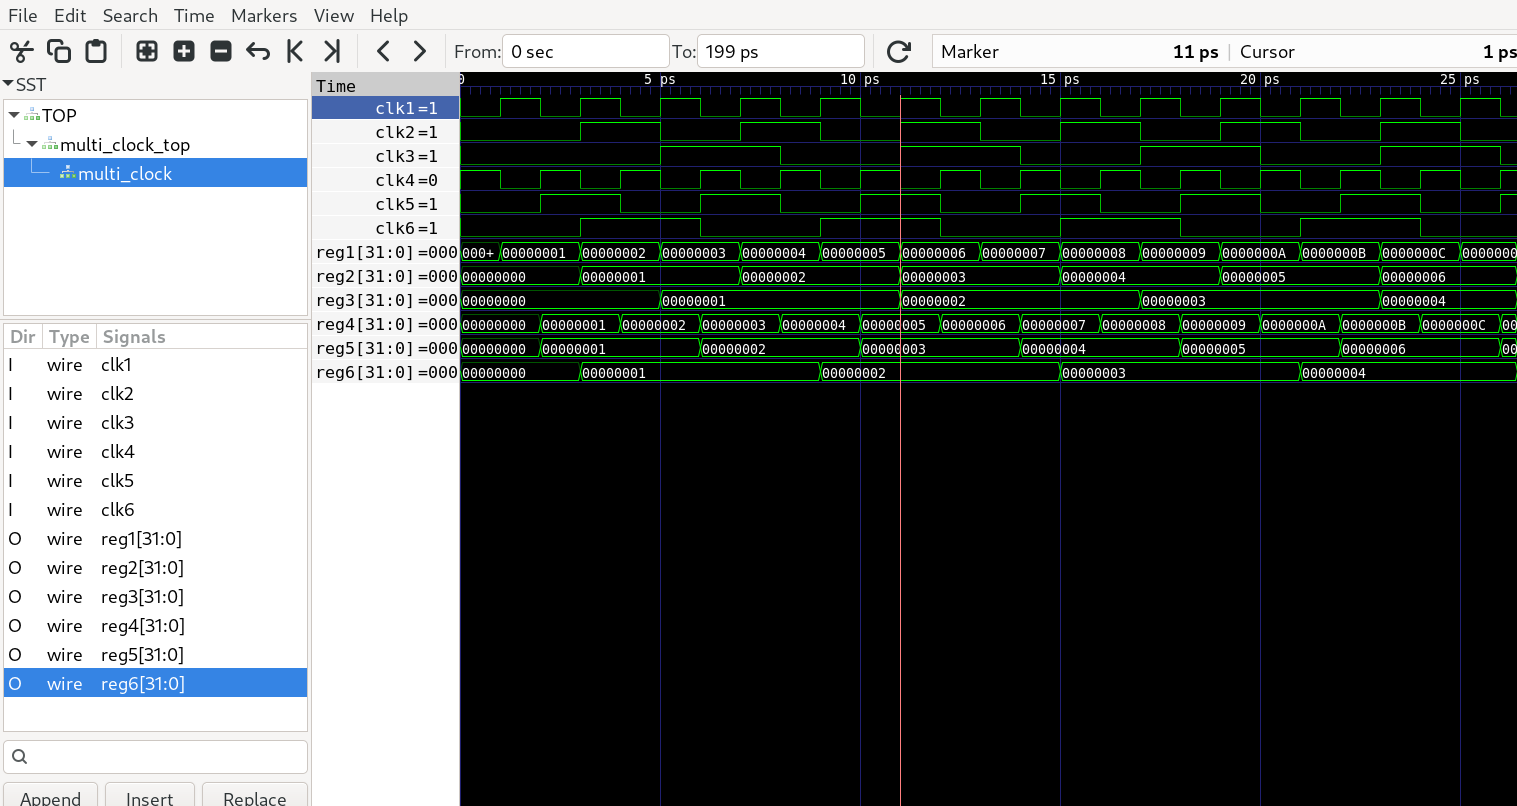 File Edit Search Time Markers View Help
From: 0 sec To: 199 ps Marker 11 ps | Cursor 1 ps
SST
TOP
multi_clock_top
multi_clock
Dir Type Signals
I wire clk1
I wire clk2
I wire clk3
I wire clk4
I wire clk5
I wire clk6
O wire reg1[31:0]
O wire reg2[31:0]
O wire reg3[31:0]
O wire reg4[31:0]
O wire reg5[31:0]
O wire reg6[31:0]
Append Insert Replace
Time 0 5 ps 10 ps 15 ps 20 ps 25 ps
clk1=1
clk2=1
clk3=1
clk4=0
clk5=1
clk6=1
reg1[31:0]=000 000+ 00000001 00000002 00000003 00000004 00000005 00000006 00000007 00000008 00000009 0000000A 0000000B 0000000C 0000000
reg2[31:0]=000 00000000 00000001 00000002 00000003 00000004 00000005 00000006
reg3[31:0]=000 00000000 00000001 00000002 00000003 00000004
reg4[31:0]=000 00000000 00000001 00000002 00000003 00000004 00000005 00000006 00000007 00000008 00000009 0000000A 0000000B 0000000C 00
reg5[31:0]=000 00000000 00000001 00000002 00000003 00000004 00000005 00000006 00
reg6[31:0]=000 00000000 00000001 00000002 00000003 00000004